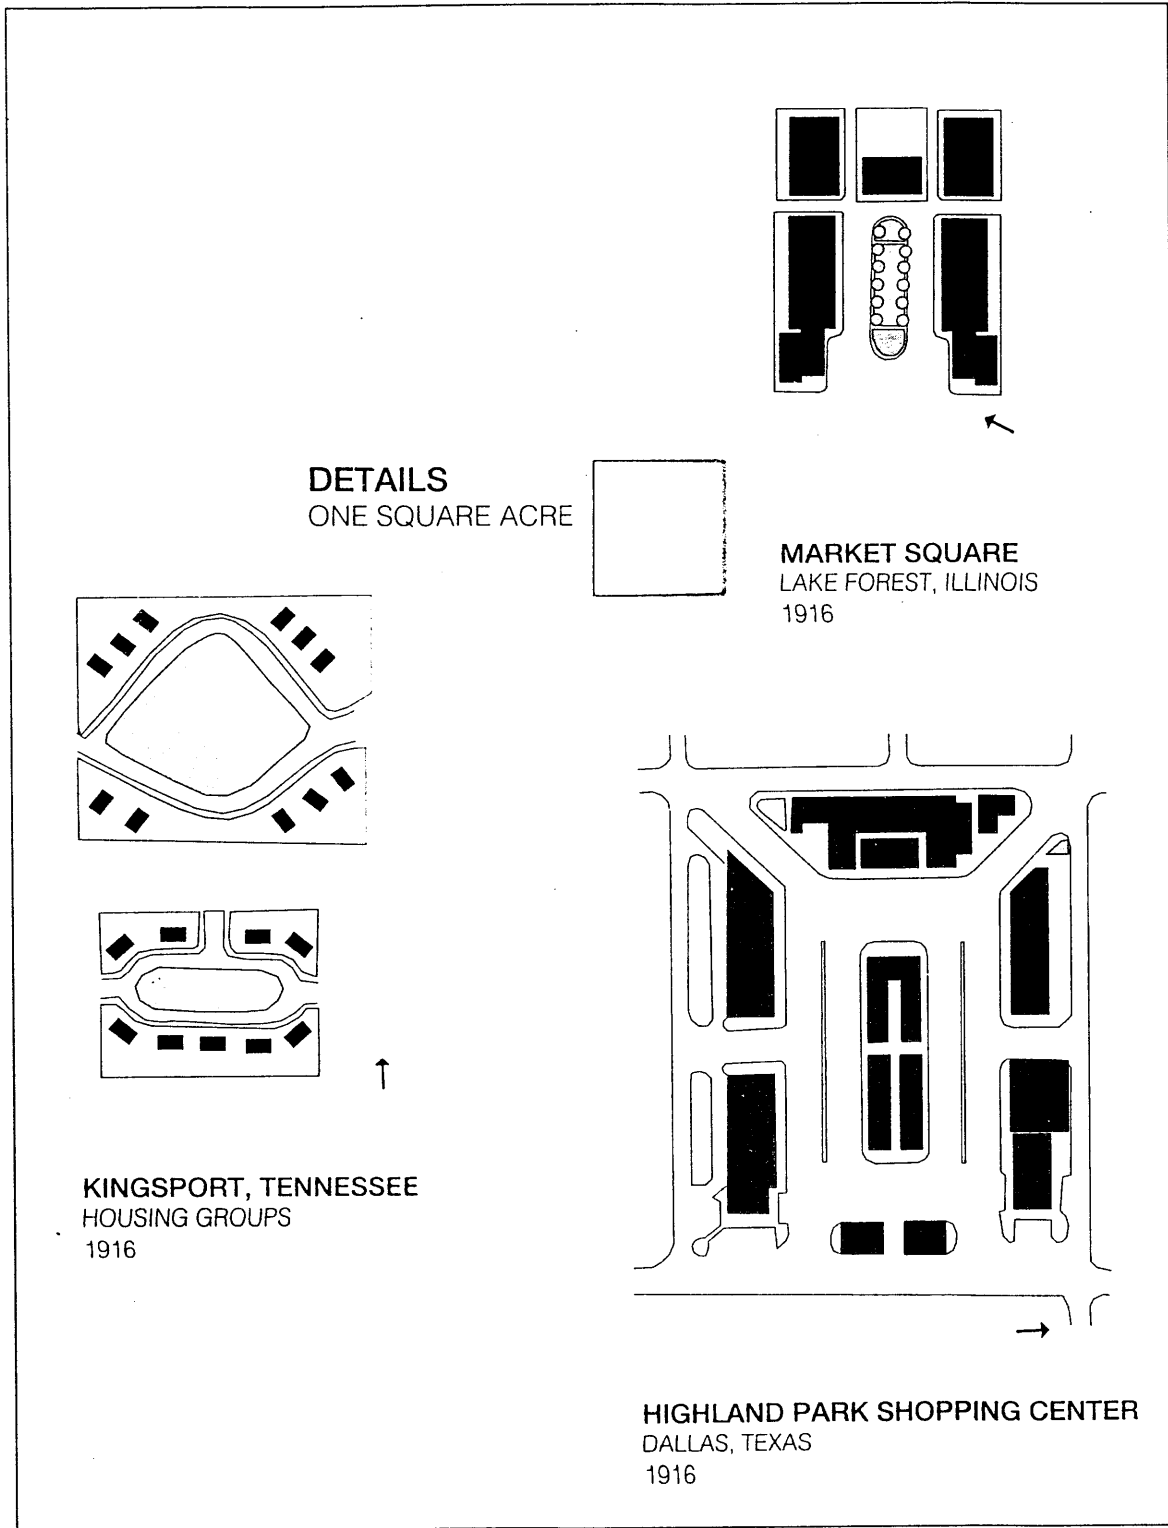 DETAILS
ONE SQUARE ACRE
MARKET SQUARE
LAKE FOREST, ILLINOIS
1916
KINGSPORT, TENNESSEE
HOUSING GROUPS
1916
HIGHLAND PARK SHOPPING CENTER
DALLAS, TEXAS
1916